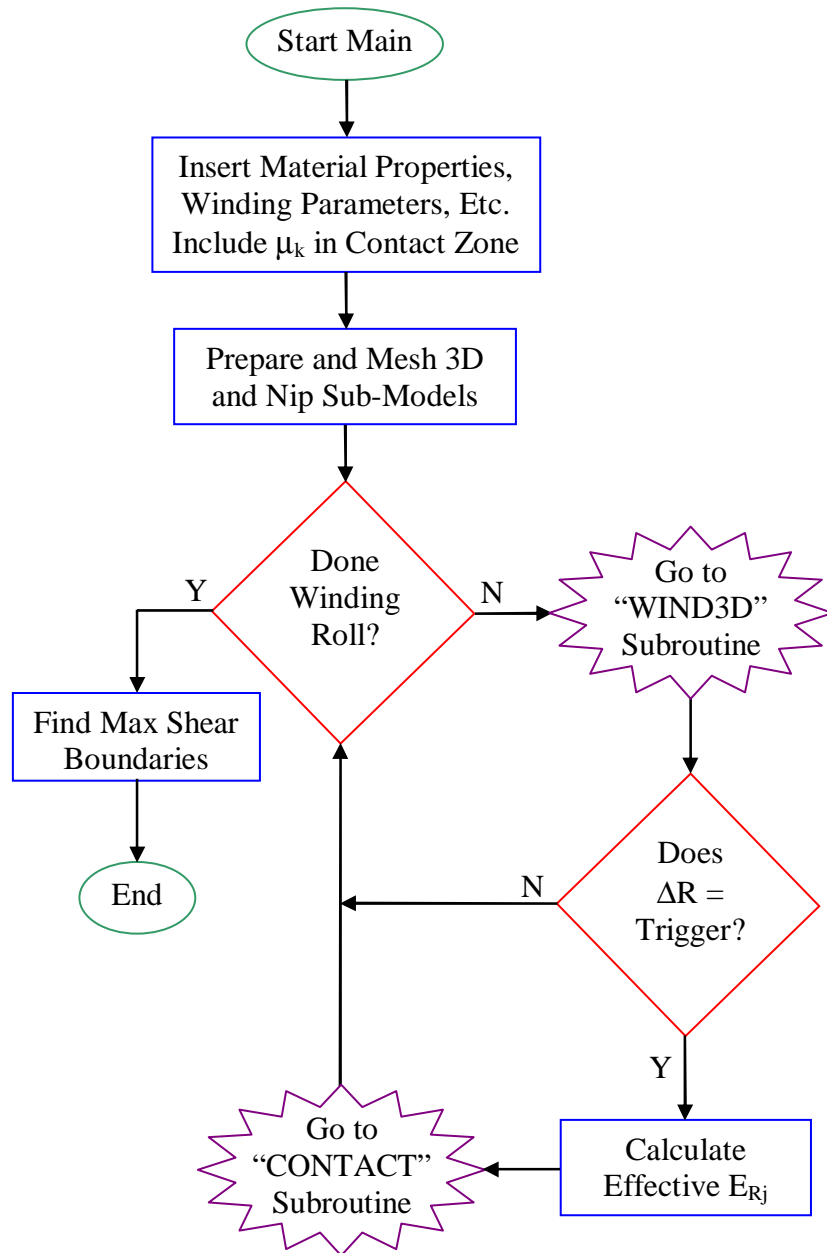 Start Main
Insert Material Properties,
Winding Parameters, Etc.
Include μₖ in Contact Zone
Prepare and Mesh 3D
and Nip Sub-Models
Done
Winding
Roll?
Y
N
Go to
“WIND3D”
Subroutine
Find Max Shear
Boundaries
End
Does
ΔR =
Trigger?
N
Y
Calculate
Effective E_Rj
Go to
“CONTACT”
Subroutine